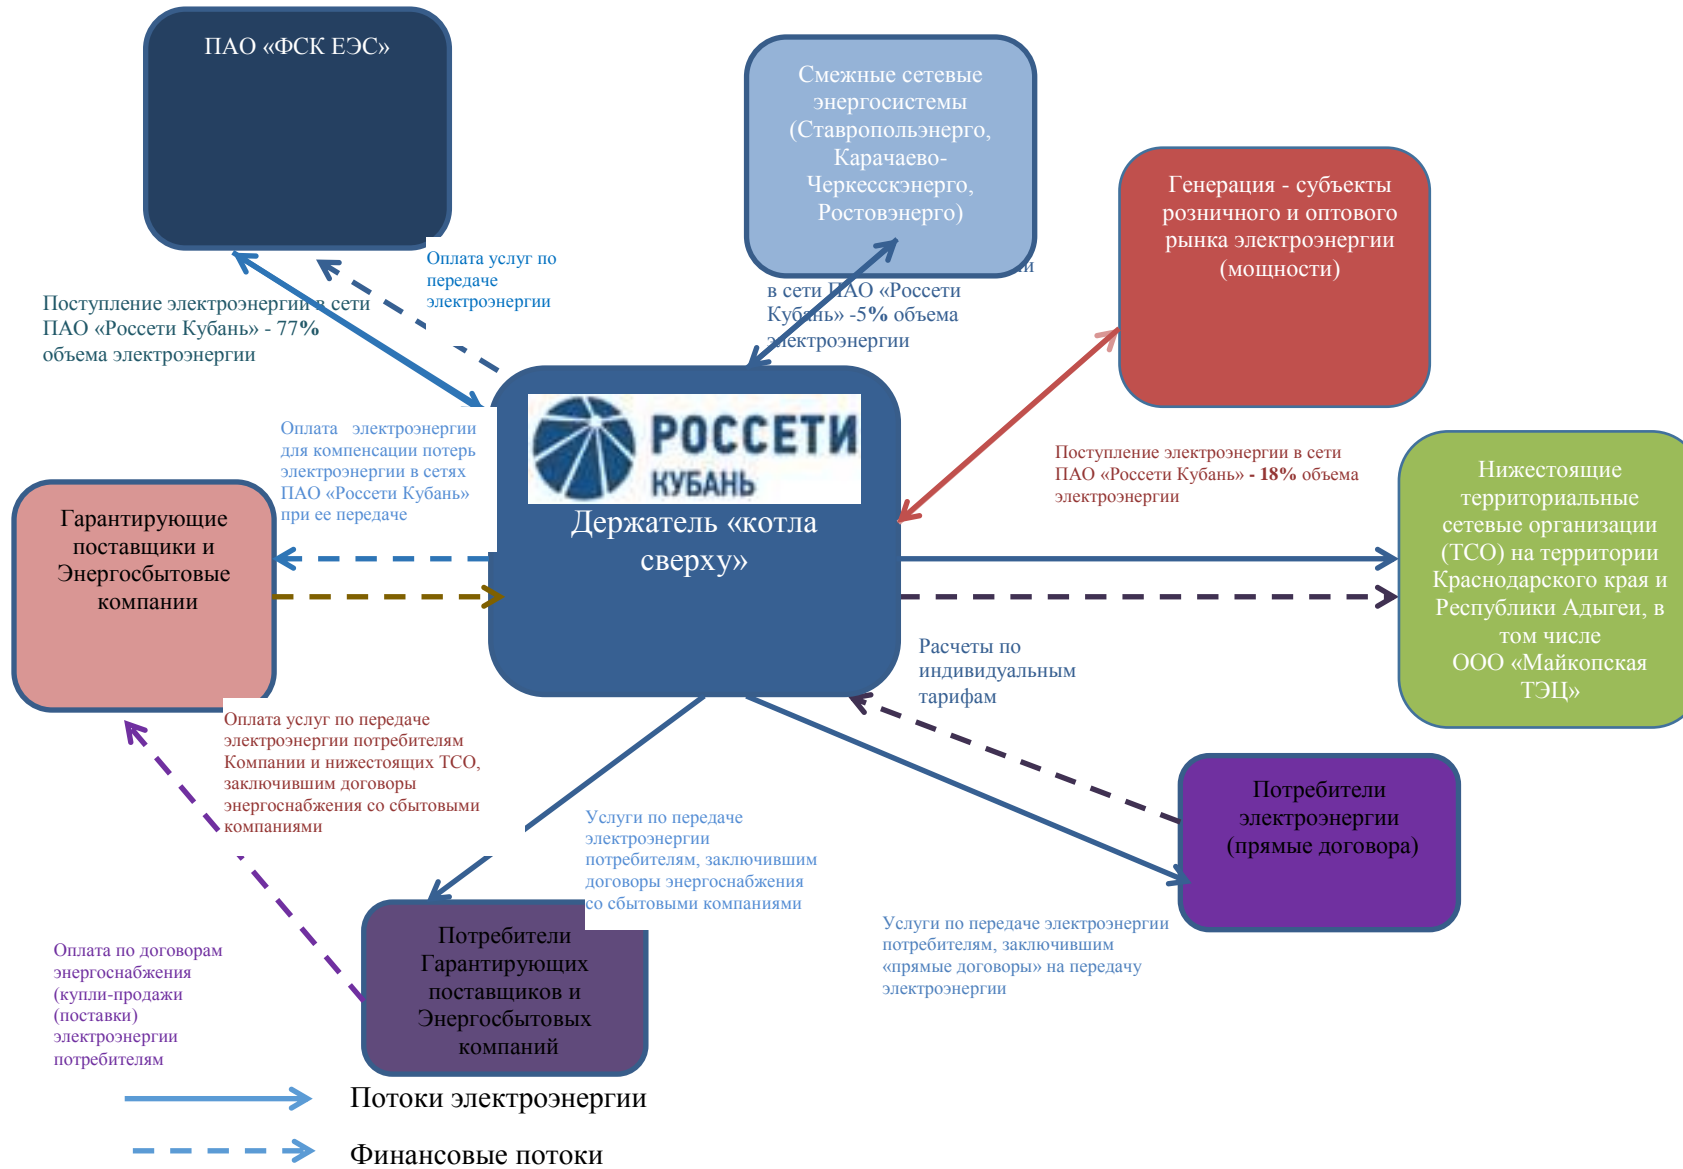 ПАО «ФСК ЕЭС»
Смежные сетевые
энергосистемы
(Ставропольэнерго,
Карачаево-
Черкесскэнерго,
Ростовэнерго)
Генерация - субъекты
розничного и оптового
рынка электроэнергии
(мощности)
Оплата услуг по
передаче
электроэнергии
Поступление электроэнергии в сети
ПАО «Россети Кубань» - 77%
объема электроэнергии
в сети ПАО «Россети
Кубань» -5% объема
электроэнергии
РОССЕТИ
КУБАНЬ
Держатель «котла
сверху»
Оплата электроэнергии
для компенсации потерь
электроэнергии в сетях
ПАО «Россети Кубань»
при ее передаче
Поступление электроэнергии в сети
ПАО «Россети Кубань» - 18% объема
электроэнергии
Нижестоящие
территориальные
сетевые организации
(ТСО) на территории
Краснодарского края и
Республики Адыгеи, в
том числе
ООО «Майкопская
ТЭЦ»
Гарантирующие
поставщики и
Энергосбытовые
компании
Расчеты по
индивидуальным
тарифам
Оплата услуг по передаче
электроэнергии потребителям
Компании и нижестоящих ТСО,
заключившим договоры
энергоснабжения со сбытовыми
компаниями
Услуги по передаче
электроэнергии
потребителям, заключившим
договоры энергоснабжения
со сбытовыми компаниями
Потребители
электроэнергии
(прямые договора)
Услуги по передаче электроэнергии
потребителям, заключившим
«прямые договоры» на передачу
электроэнергии
Потребители
Гарантирующих
поставщиков и
Энергосбытовых
компаний
Оплата по договорам
энергоснабжения
(купли-продажи
(поставки)
электроэнергии
потребителям
Потоки электроэнергии
Финансовые потоки